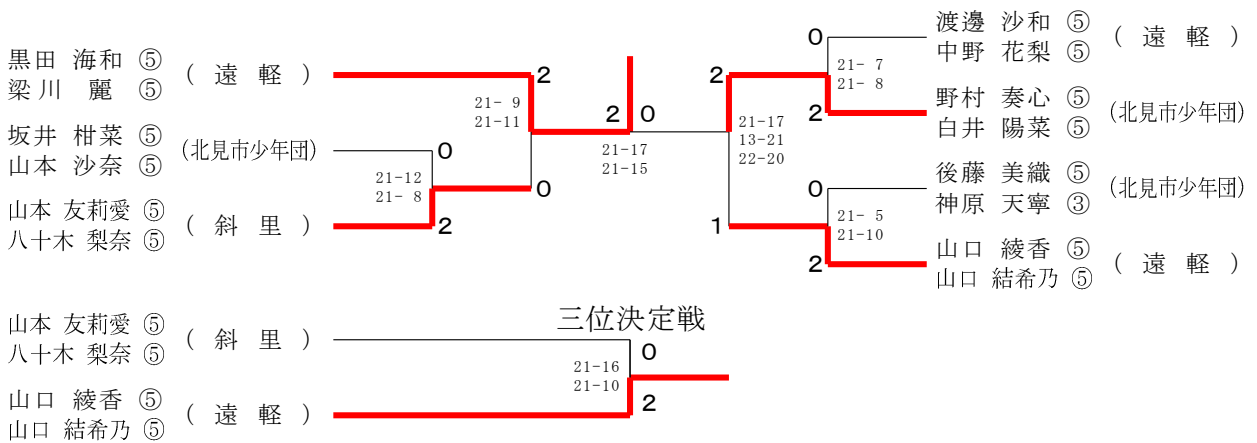 黒田 海和 ⑤
梁川 麗 ⑤
( 遠 軽 )
坂井 柑菜 ⑤
山本 沙奈 ⑤
(北見市少年団)
山本 友莉愛 ⑤
八十木 梨奈 ⑤
( 斜 里 )
0
21-12
21- 8
2
2
21- 9
21-11
0
2
0
21-17
21-15
2
21-17
13-21
22-20
1
0
21- 7
21- 8
2
0
21- 5
21-10
2
渡邊 沙和 ⑤
中野 花梨 ⑤
( 遠 軽 )
野村 奏心 ⑤
白井 陽菜 ⑤
(北見市少年団)
後藤 美織 ⑤
神原 天寧 ③
(北見市少年団)
山口 綾香 ⑤
山口 結希乃 ⑤
( 遠 軽 )
三位決定戦
山本 友莉愛 ⑤
八十木 梨奈 ⑤
( 斜 里 )
山口 綾香 ⑤
山口 結希乃 ⑤
( 遠 軽 )
0
21-16
21-10
2